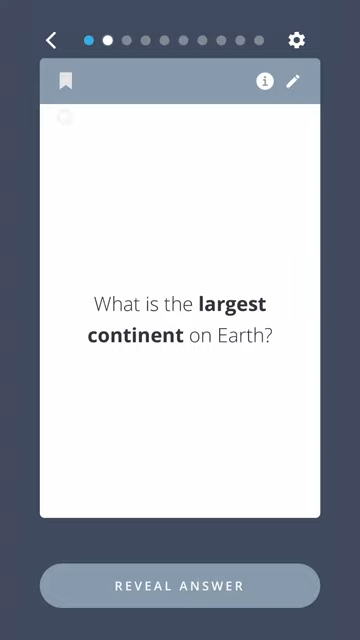 What is the largest
continent on Earth?
REVEAL ANSWER